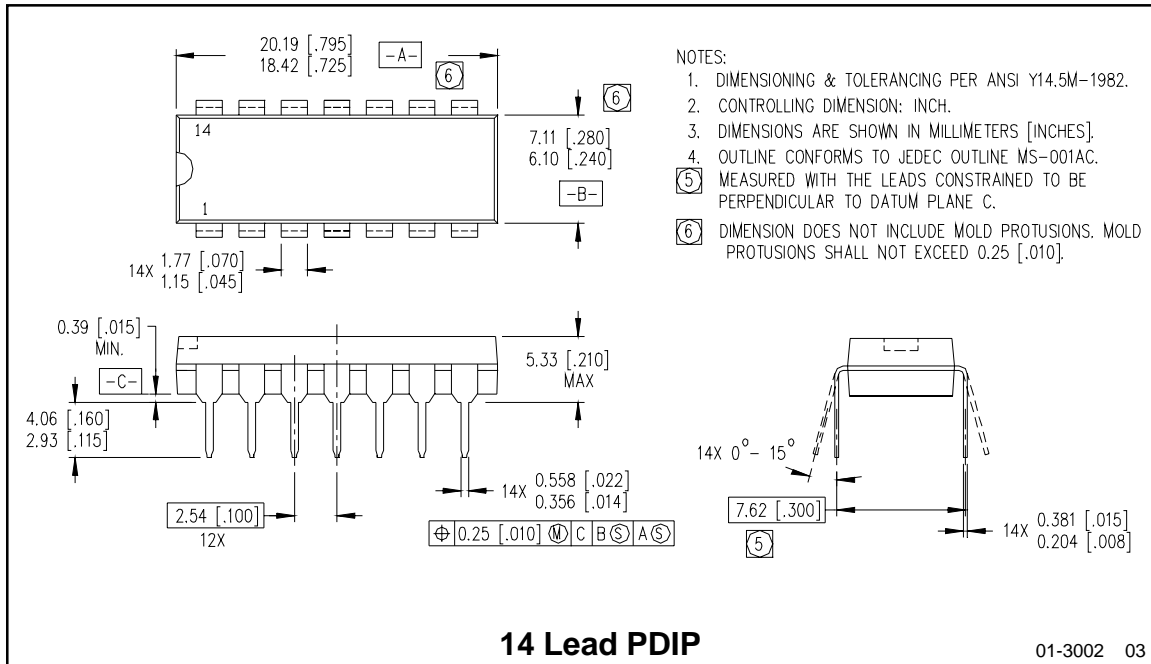 20.19 [.795]
18.42 [.725]
-A-
6
6
14
1
7.11 [.280]
6.10 [.240]
-B-
14X 1.77 [.070]
1.15 [.045]
NOTES:
1. DIMENSIONING & TOLERANCING PER ANSI Y14.5M-1982.
2. CONTROLLING DIMENSION: INCH.
3. DIMENSIONS ARE SHOWN IN MILLIMETERS [INCHES].
4. OUTLINE CONFORMS TO JEDEC OUTLINE MS-001AC.
5 MEASURED WITH THE LEADS CONSTRAINED TO BE
PERPENDICULAR TO DATUM PLANE C.
6 DIMENSION DOES NOT INCLUDE MOLD PROTUSIONS. MOLD
PROTUSIONS SHALL NOT EXCEED 0.25 [.010].
0.39 [.015]
MIN.
-C-
4.06 [.160]
2.93 [.115]
5.33 [.210]
MAX
2.54 [.100]
12X
14X 0.558 [.022]
0.356 [.014]
⌖ 0.25 [.010] Ⓜ C B Ⓢ A Ⓢ
14X 0° - 15°
7.62 [.300]
5
14X 0.381 [.015]
0.204 [.008]
14 Lead PDIP
01-3002 03